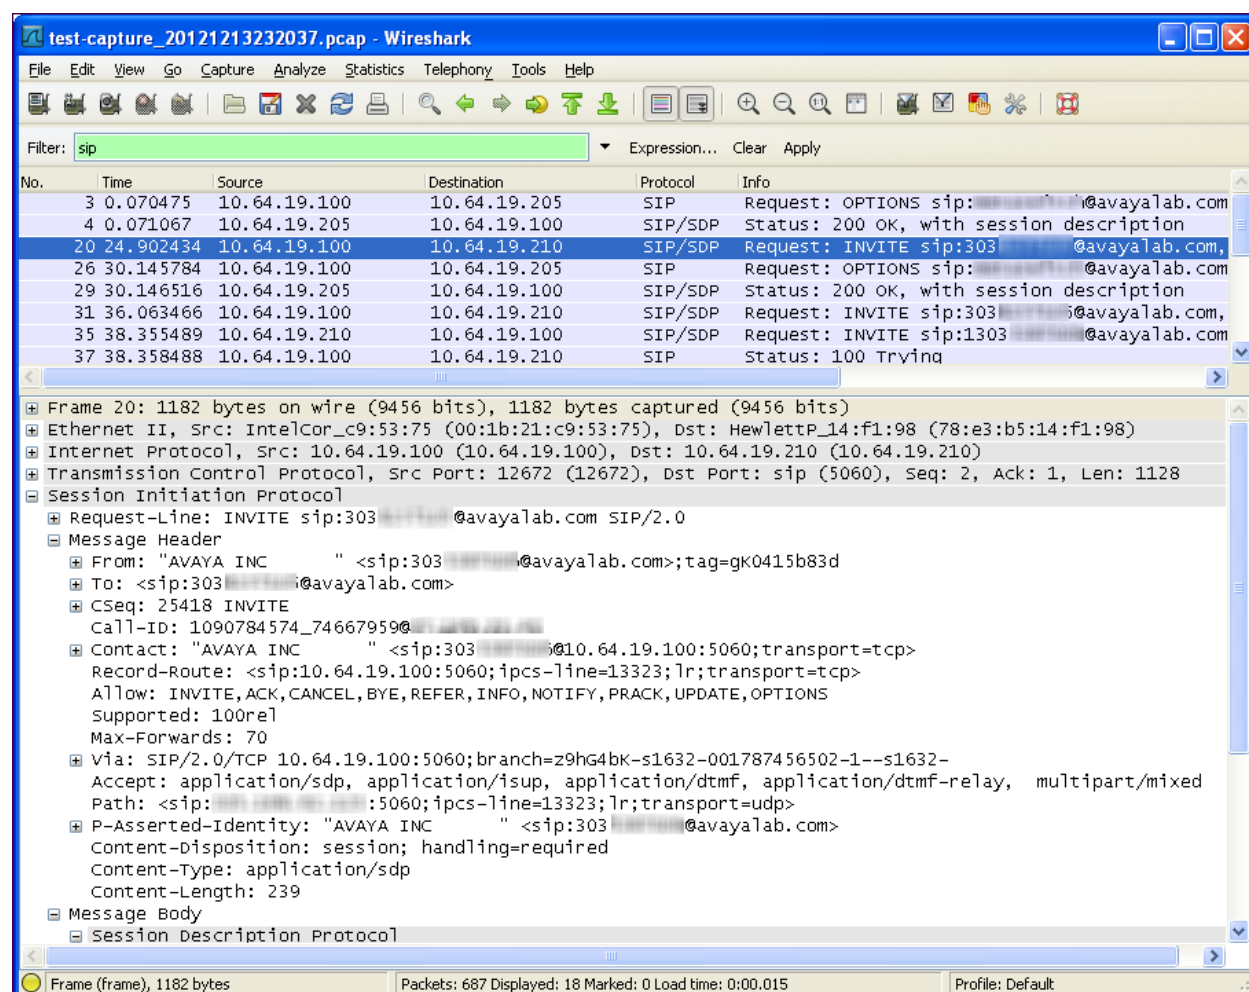 test-capture_20121213232037.pcap - Wireshark
File Edit View Go Capture Analyze Statistics Telephony Tools Help
Filter: sip Expression... Clear Apply
No. Time Source Destination Protocol Info
3 0.070475 10.64.19.100 10.64.19.205 SIP Request: OPTIONS sip: @avayalab.com
4 0.071067 10.64.19.205 10.64.19.100 SIP/SDP Status: 200 OK, with session description
20 24.902434 10.64.19.100 10.64.19.210 SIP/SDP Request: INVITE sip:303 @avayalab.com,
26 30.145784 10.64.19.100 10.64.19.205 SIP Request: OPTIONS sip: @avayalab.com
29 30.146516 10.64.19.205 10.64.19.100 SIP/SDP Status: 200 OK, with session description
31 36.063466 10.64.19.100 10.64.19.210 SIP/SDP Request: INVITE sip:303 @avayalab.com,
35 38.355489 10.64.19.210 10.64.19.100 SIP/SDP Request: INVITE sip:1303 @avayalab.com
37 38.358488 10.64.19.100 10.64.19.210 SIP Status: 100 Trying
Frame 20: 1182 bytes on wire (9456 bits), 1182 bytes captured (9456 bits)
Ethernet II, Src: IntelCor_c9:53:75 (00:1b:21:c9:53:75), Dst: HewlettP_14:f1:98 (78:e3:b5:14:f1:98)
Internet Protocol, Src: 10.64.19.100 (10.64.19.100), Dst: 10.64.19.210 (10.64.19.210)
Transmission Control Protocol, Src Port: 12672 (12672), Dst Port: sip (5060), Seq: 2, Ack: 1, Len: 1128
Session Initiation Protocol
Request-Line: INVITE sip:303 @avayalab.com SIP/2.0
Message Header
From: "AVAYA INC " <sip:303 @avayalab.com>;tag=gK0415b83d
To: <sip:303 @avayalab.com>
CSeq: 25418 INVITE
Call-ID: 1090784574_74667959@
Contact: "AVAYA INC " <sip:303 6@10.64.19.100:5060;transport=tcp>
Record-Route: <sip:10.64.19.100:5060;ipcs-line=13323;lr;transport=tcp>
Allow: INVITE,ACK,CANCEL,BYE,REFER,INFO,NOTIFY,PRACK,UPDATE,OPTIONS
Supported: 100rel
Max-Forwards: 70
Via: SIP/2.0/TCP 10.64.19.100:5060;branch=z9hG4bK-s1632-001787456502-1--s1632-
Accept: application/sdp, application/isup, application/dtmf, application/dtmf-relay, multipart/mixed
Path: <sip: :5060;ipcs-line=13323;lr;transport=udp>
P-Asserted-Identity: "AVAYA INC " <sip:303 @avayalab.com>
Content-Disposition: session; handling=required
Content-Type: application/sdp
Content-Length: 239
Message Body
Session Description Protocol
Frame (frame), 1182 bytes Packets: 687 Displayed: 18 Marked: 0 Load time: 0:00.015 Profile: Default